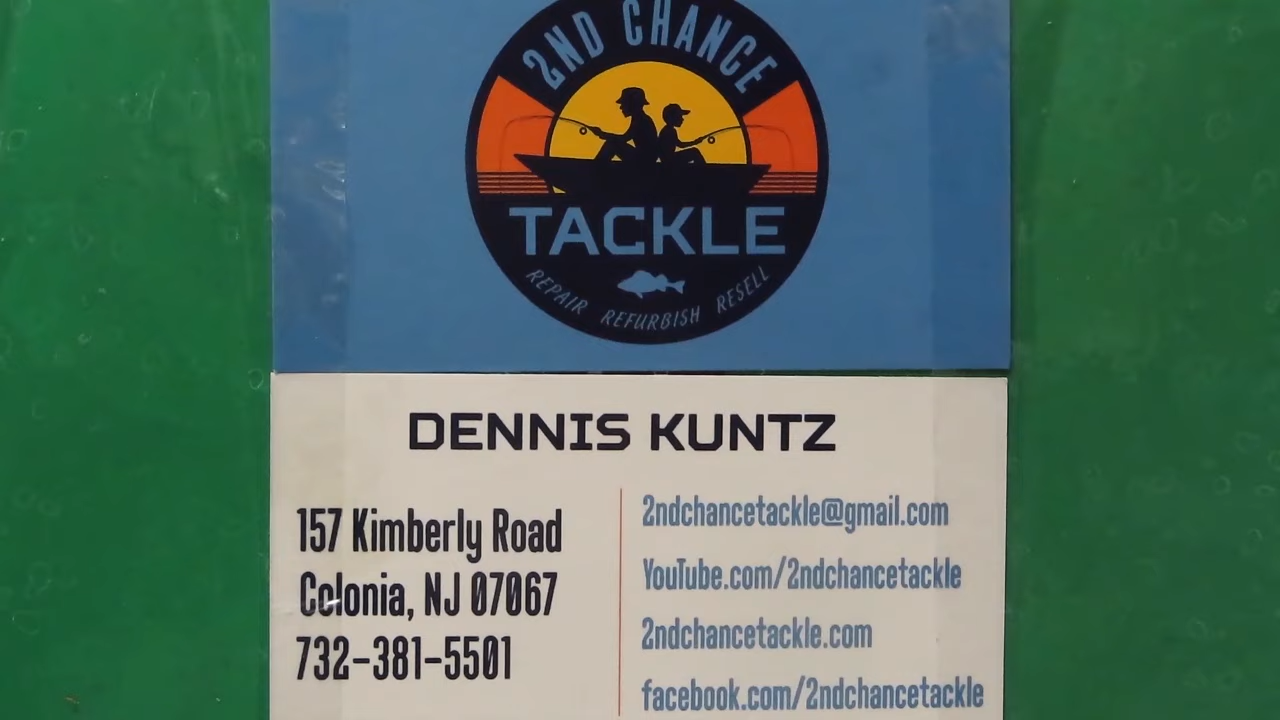 2ND CHANCE
TACKLE
REPAIR REFURBISH RESELL
DENNIS KUNTZ
157 Kimberly Road
Colonia, NJ 07067
732-381-5501
2ndchancetackle@gmail.com
YouTube.com/2ndchancetackle
2ndchancetackle.com
facebook.com/2ndchancetackle